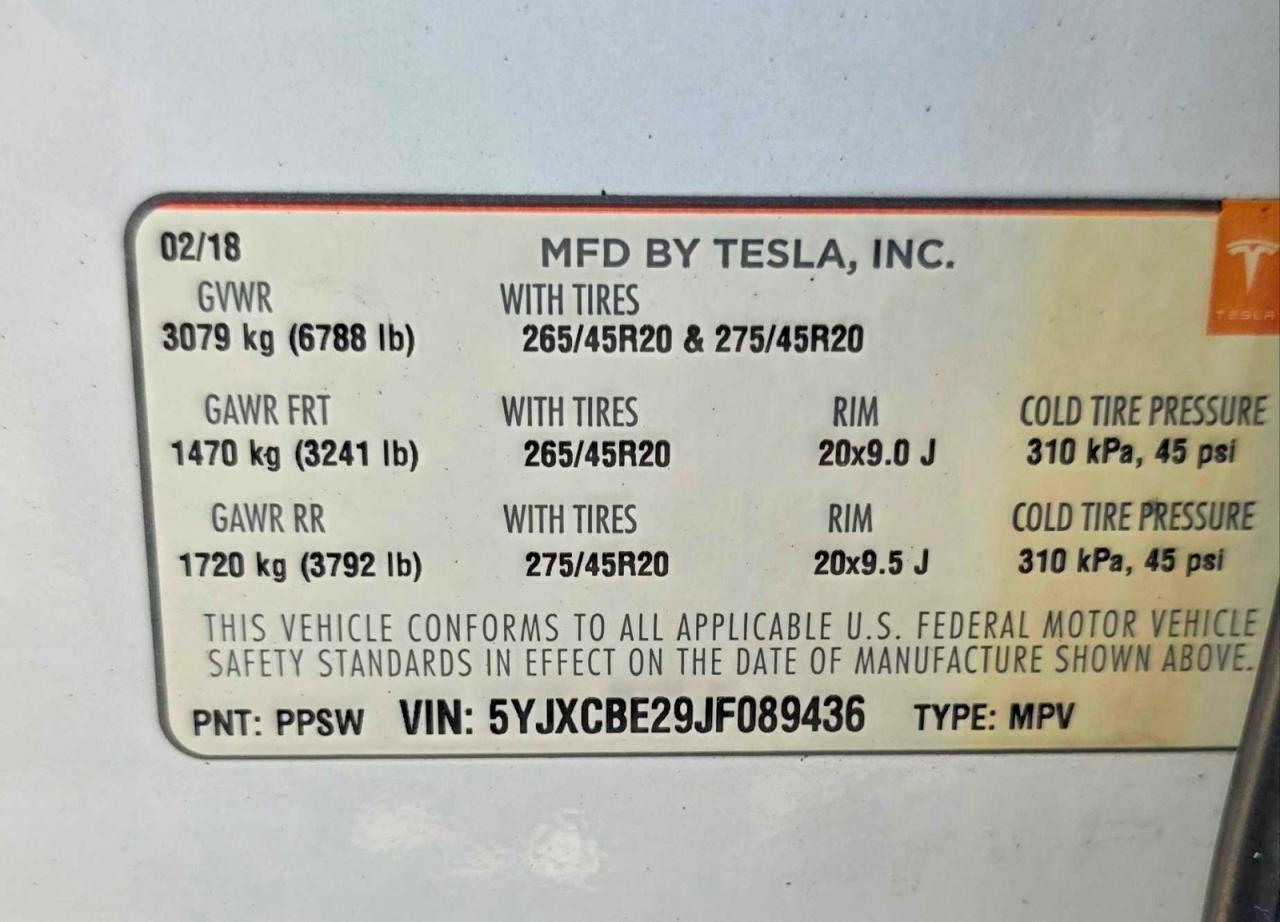 02/18 MFD BY TESLA, INC.
TESLA
GVWR WITH TIRES
3079 kg (6788 lb) 265/45R20 & 275/45R20
GAWR FRT WITH TIRES RIM COLD TIRE PRESSURE
1470 kg (3241 lb) 265/45R20 20x9.0 J 310 kPa, 45 psi
GAWR RR WITH TIRES RIM COLD TIRE PRESSURE
1720 kg (3792 lb) 275/45R20 20x9.5 J 310 kPa, 45 psi
THIS VEHICLE CONFORMS TO ALL APPLICABLE U.S. FEDERAL MOTOR VEHICLE
SAFETY STANDARDS IN EFFECT ON THE DATE OF MANUFACTURE SHOWN ABOVE.
PNT: PPSW VIN: 5YJXCBE29JF089436 TYPE: MPV